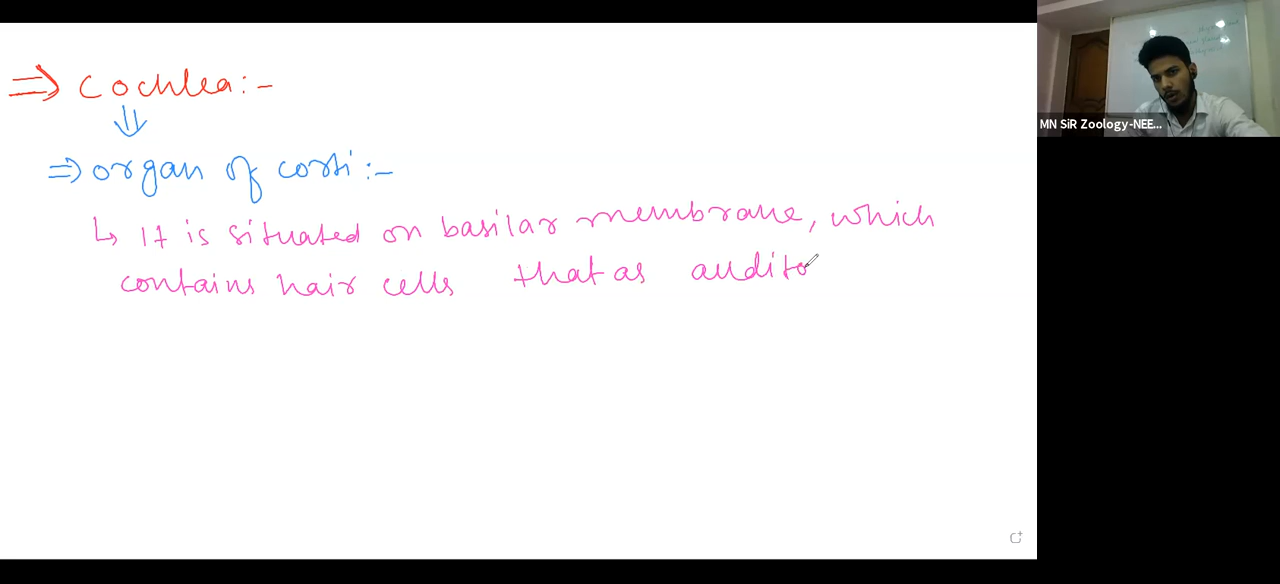 ⇒ Cochlea:-
⇒ organ of corti:-
↳ It is situated on basilar membrane, which
contains hair cells that as audito
MN SiR Zoology-NEE...